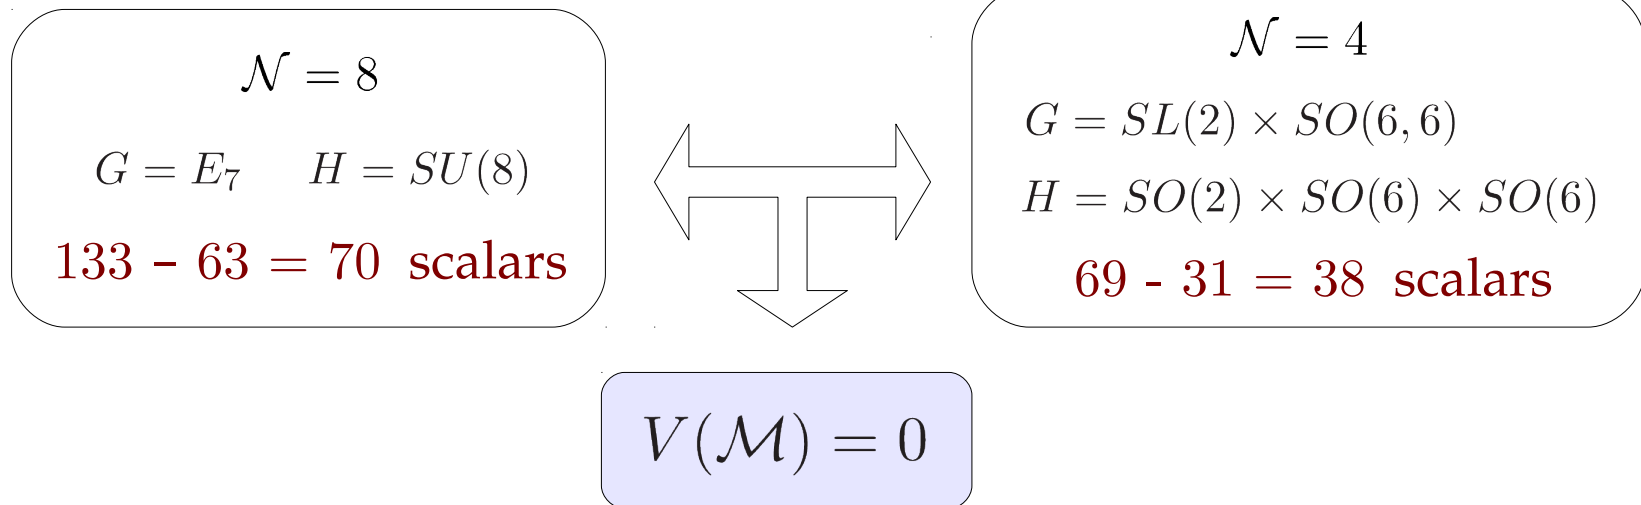 𝒩 = 8
G = E₇ H = SU(8)
133 – 63 = 70 scalars
𝒩 = 4
G = SL(2) × SO(6,6)
H = SO(2) × SO(6) × SO(6)
69 - 31 = 38 scalars
V(ℳ) = 0